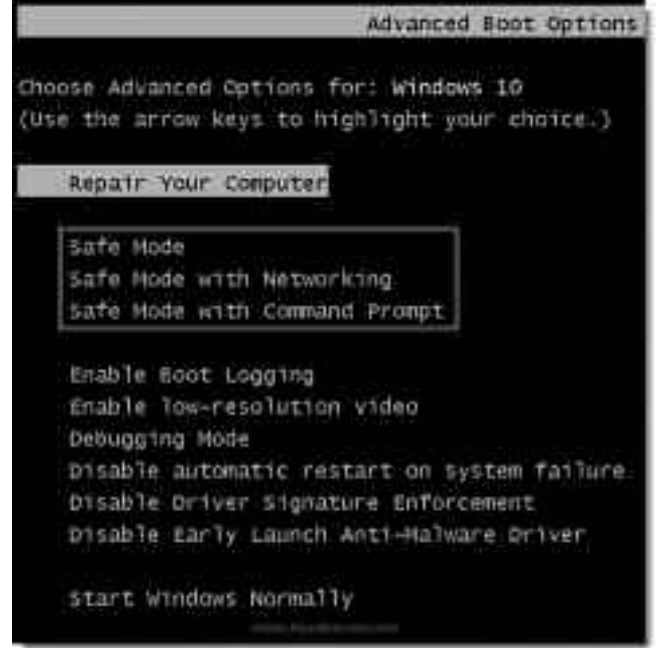 Advanced Boot Options
Choose Advanced Options for: Windows 10
(Use the arrow keys to highlight your choice.)
Repair Your Computer
Safe Mode
Safe Mode with Networking
Safe Mode with Command Prompt
Enable Boot Logging
Enable low-resolution video
Debugging Mode
Disable automatic restart on system failure
Disable Driver Signature Enforcement
Disable Early Launch Anti-Malware Driver
Start Windows Normally